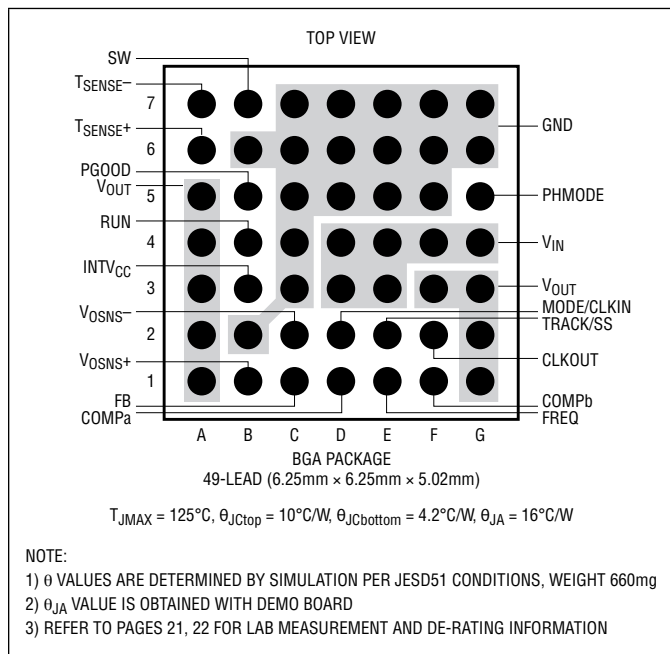 TOP VIEW
SW
TSENSE–
7
TSENSE+
6
GND
PGOOD
VOUT
5
PHMODE
RUN
4
VIN
INTVCC
3
VOUT
MODE/CLKIN
VOSNS–
TRACK/SS
2
CLKOUT
VOSNS+
1
FB
COMPb
COMPa
FREQ
A B C D E F G
BGA PACKAGE
49-LEAD (6.25mm × 6.25mm × 5.02mm)
TJMAX = 125°C, θJCtop = 10°C/W, θJCbottom = 4.2°C/W, θJA = 16°C/W
NOTE:
1) θ VALUES ARE DETERMINED BY SIMULATION PER JESD51 CONDITIONS, WEIGHT 660mg
2) θJA VALUE IS OBTAINED WITH DEMO BOARD
3) REFER TO PAGES 21, 22 FOR LAB MEASUREMENT AND DE-RATING INFORMATION